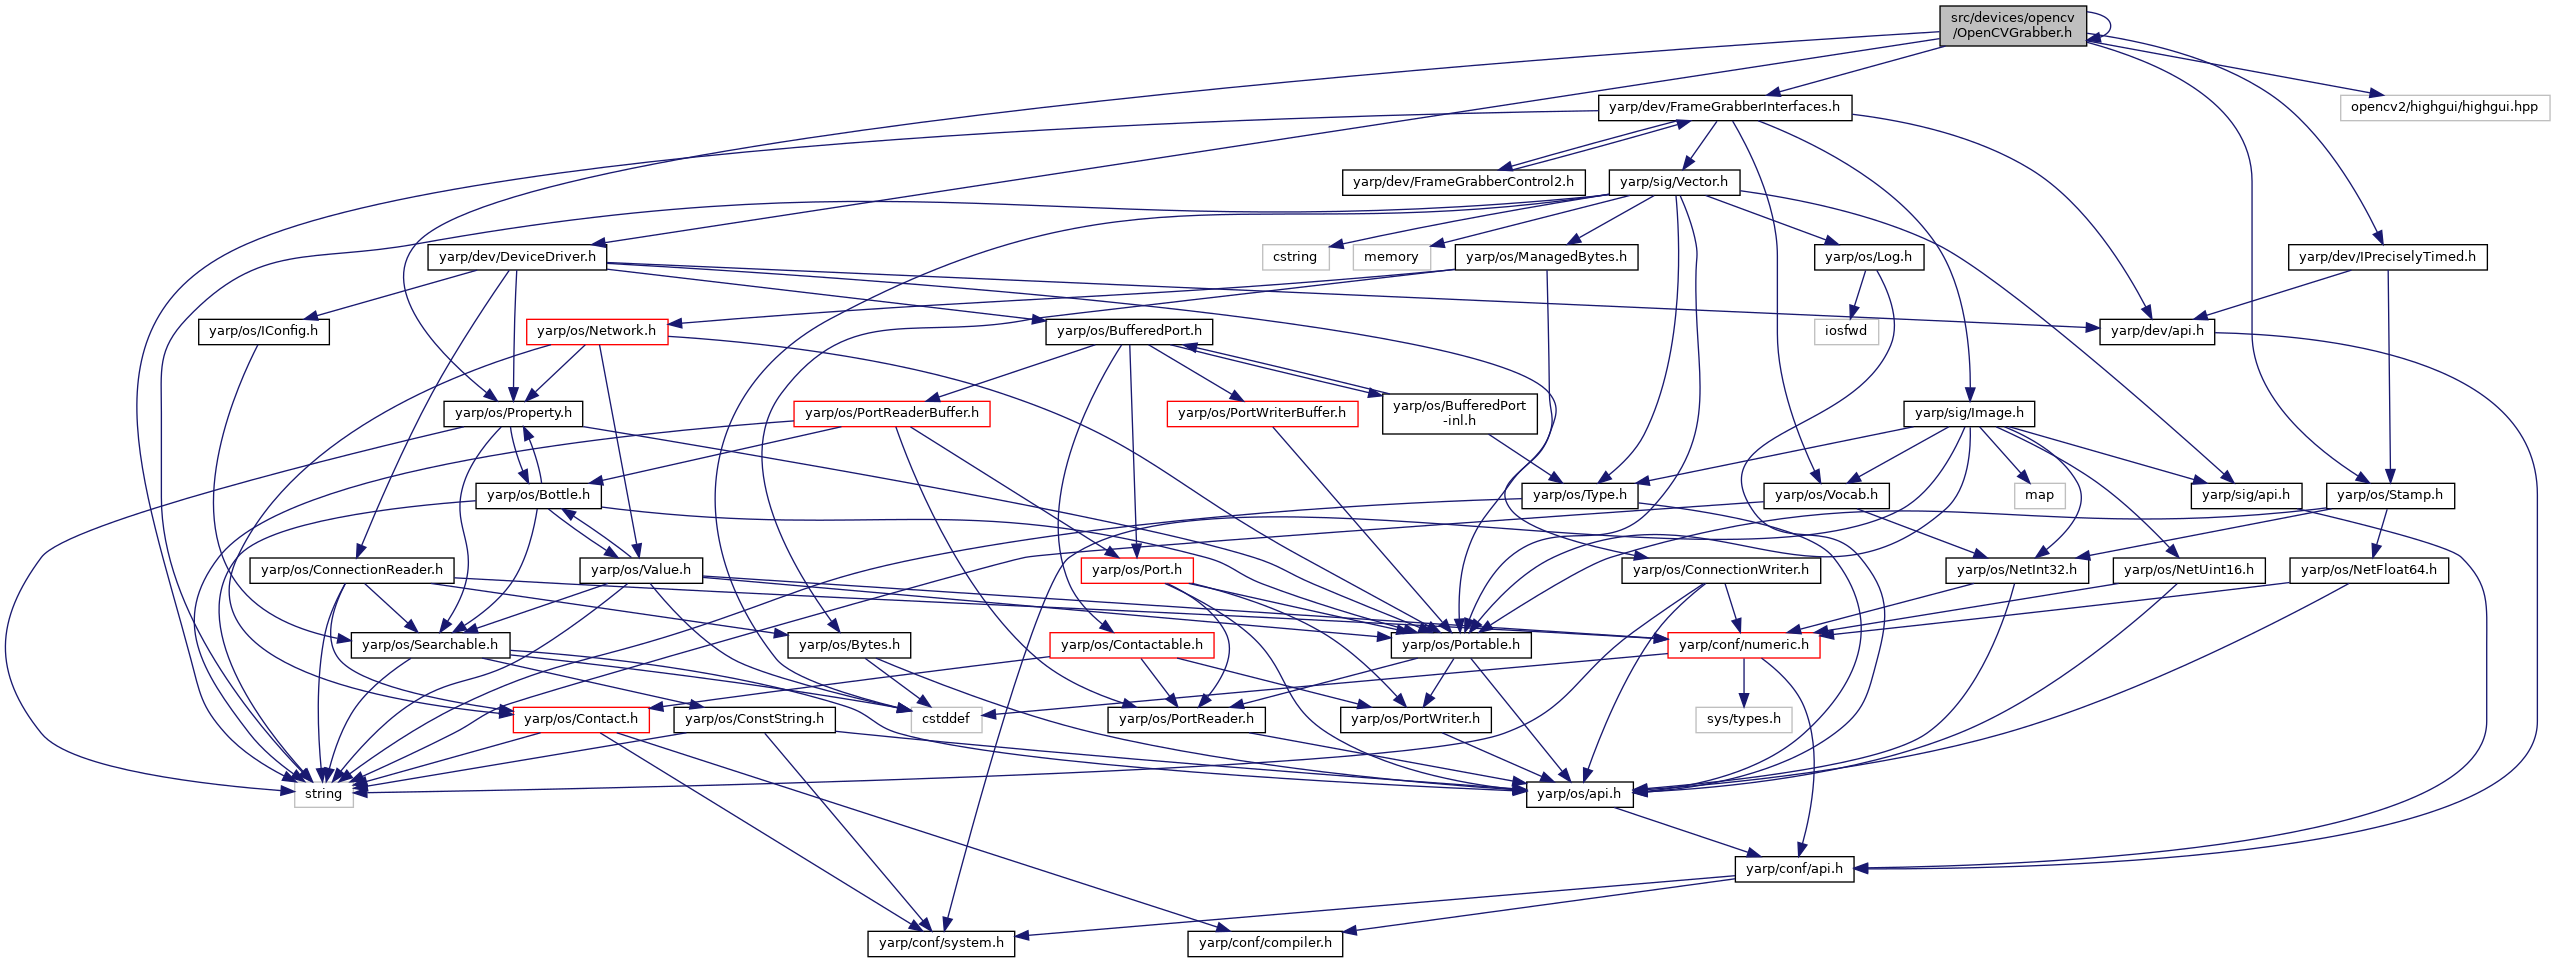 src/devices/opencv
/OpenCVGrabber.h
yarp/dev/FrameGrabberInterfaces.h
opencv2/highgui/highgui.hpp
yarp/dev/FrameGrabberControl2.h
yarp/sig/Vector.h
yarp/dev/DeviceDriver.h
cstring
memory
yarp/os/ManagedBytes.h
yarp/os/Log.h
yarp/dev/IPreciselyTimed.h
yarp/os/IConfig.h
yarp/os/Network.h
yarp/os/BufferedPort.h
iosfwd
yarp/dev/api.h
yarp/os/Property.h
yarp/os/PortReaderBuffer.h
yarp/os/PortWriterBuffer.h
yarp/os/BufferedPort
-inl.h
yarp/sig/Image.h
yarp/os/Bottle.h
yarp/os/Type.h
yarp/os/Vocab.h
map
yarp/sig/api.h
yarp/os/Stamp.h
yarp/os/ConnectionReader.h
yarp/os/Value.h
yarp/os/Port.h
yarp/os/ConnectionWriter.h
yarp/os/NetInt32.h
yarp/os/NetUint16.h
yarp/os/NetFloat64.h
yarp/os/Searchable.h
yarp/os/Bytes.h
yarp/os/Contactable.h
yarp/os/Portable.h
yarp/conf/numeric.h
yarp/os/Contact.h
yarp/os/ConstString.h
cstddef
yarp/os/PortReader.h
yarp/os/PortWriter.h
sys/types.h
string
yarp/os/api.h
yarp/conf/api.h
yarp/conf/system.h
yarp/conf/compiler.h